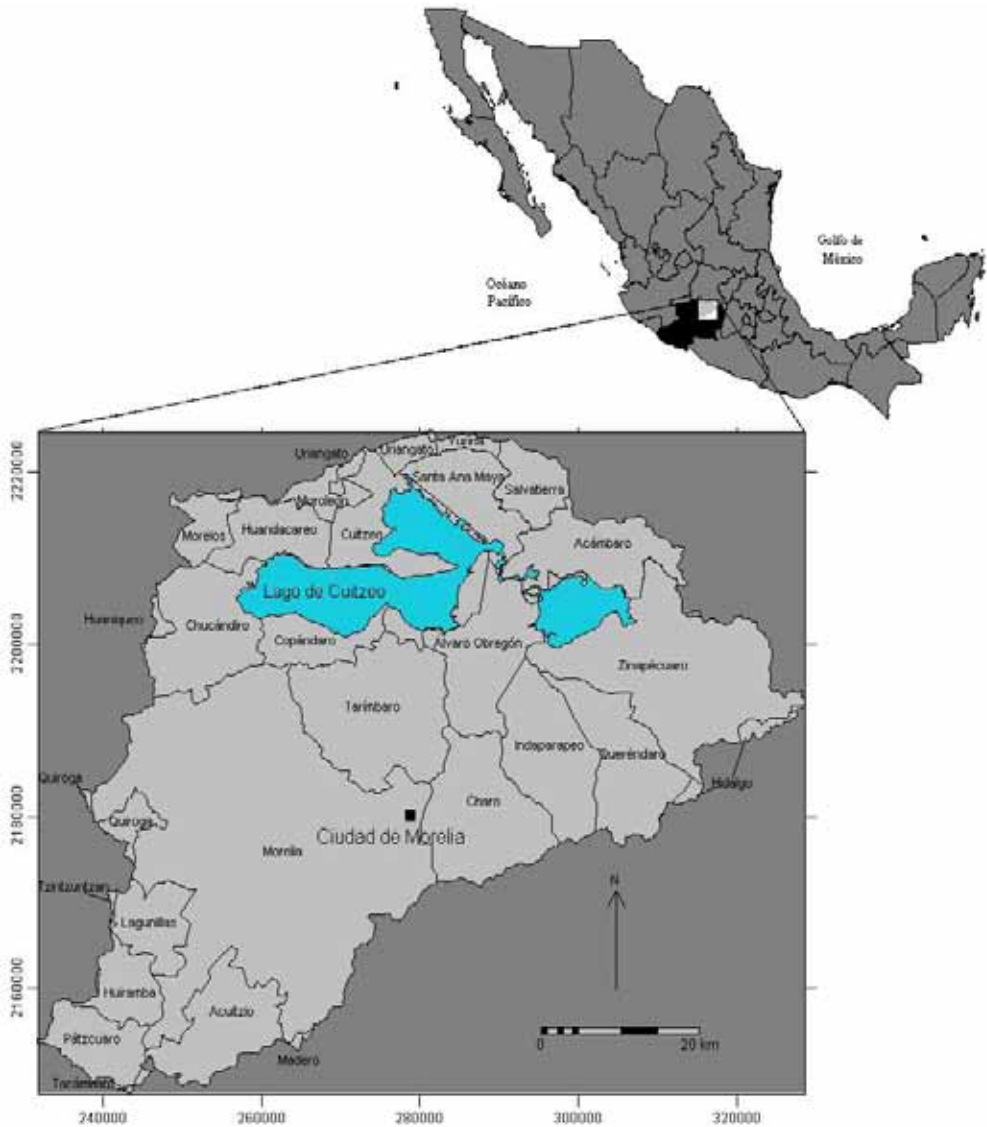 Golfo de
México
Océano
Pacífico
Uriangato
Uriangato
Yuriria
Santa Ana Maya
Salvatierra
Moroleón
Morelos
Huandacareo
Cuitzeo
Acámbaro
Lago de Cuitzeo
Huaniqueo
Chucándiro
Copándaro
Alvaro Obregón
Zinapécuaro
Tarímbaro
Indaparapeo
Queréndaro
Quiroga
Hidalgo
Quiroga
Charo
Ciudad de Morelia
Morelia
Tzintzuntzan
Lagunillas
N
Huiramba
Acuitzio
Pátzcuaro
Madero
0 20 km
2220000
2200000
2180000
2160000
240000 260000 280000 300000 320000